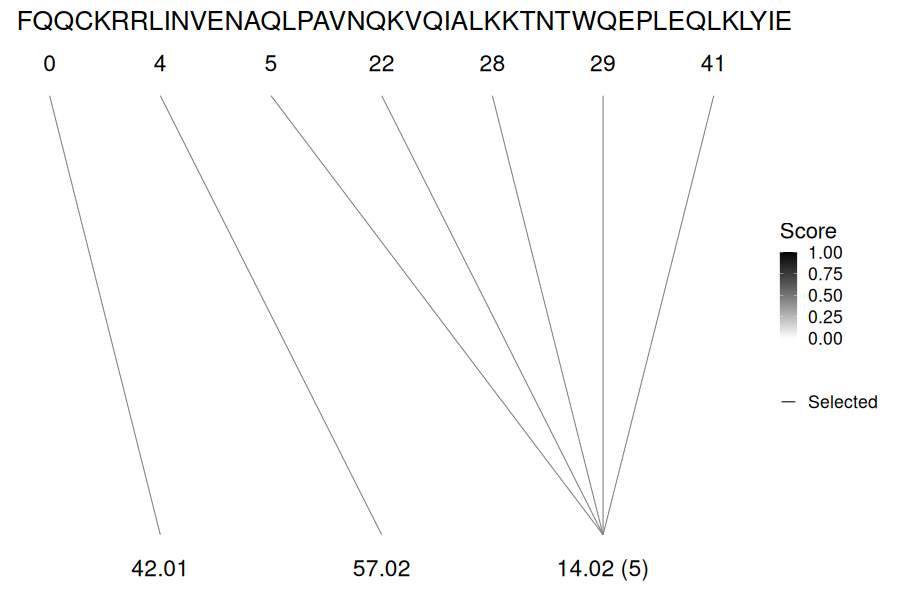 FQQCKRRLINVENAQLPAVNQKVQIALKKTNTWQEPLEQLKLYIE
0 4 5 22 28 29 41
Score
1.00
0.75
0.50
0.25
0.00
Selected
42.01 57.02 14.02 (5)